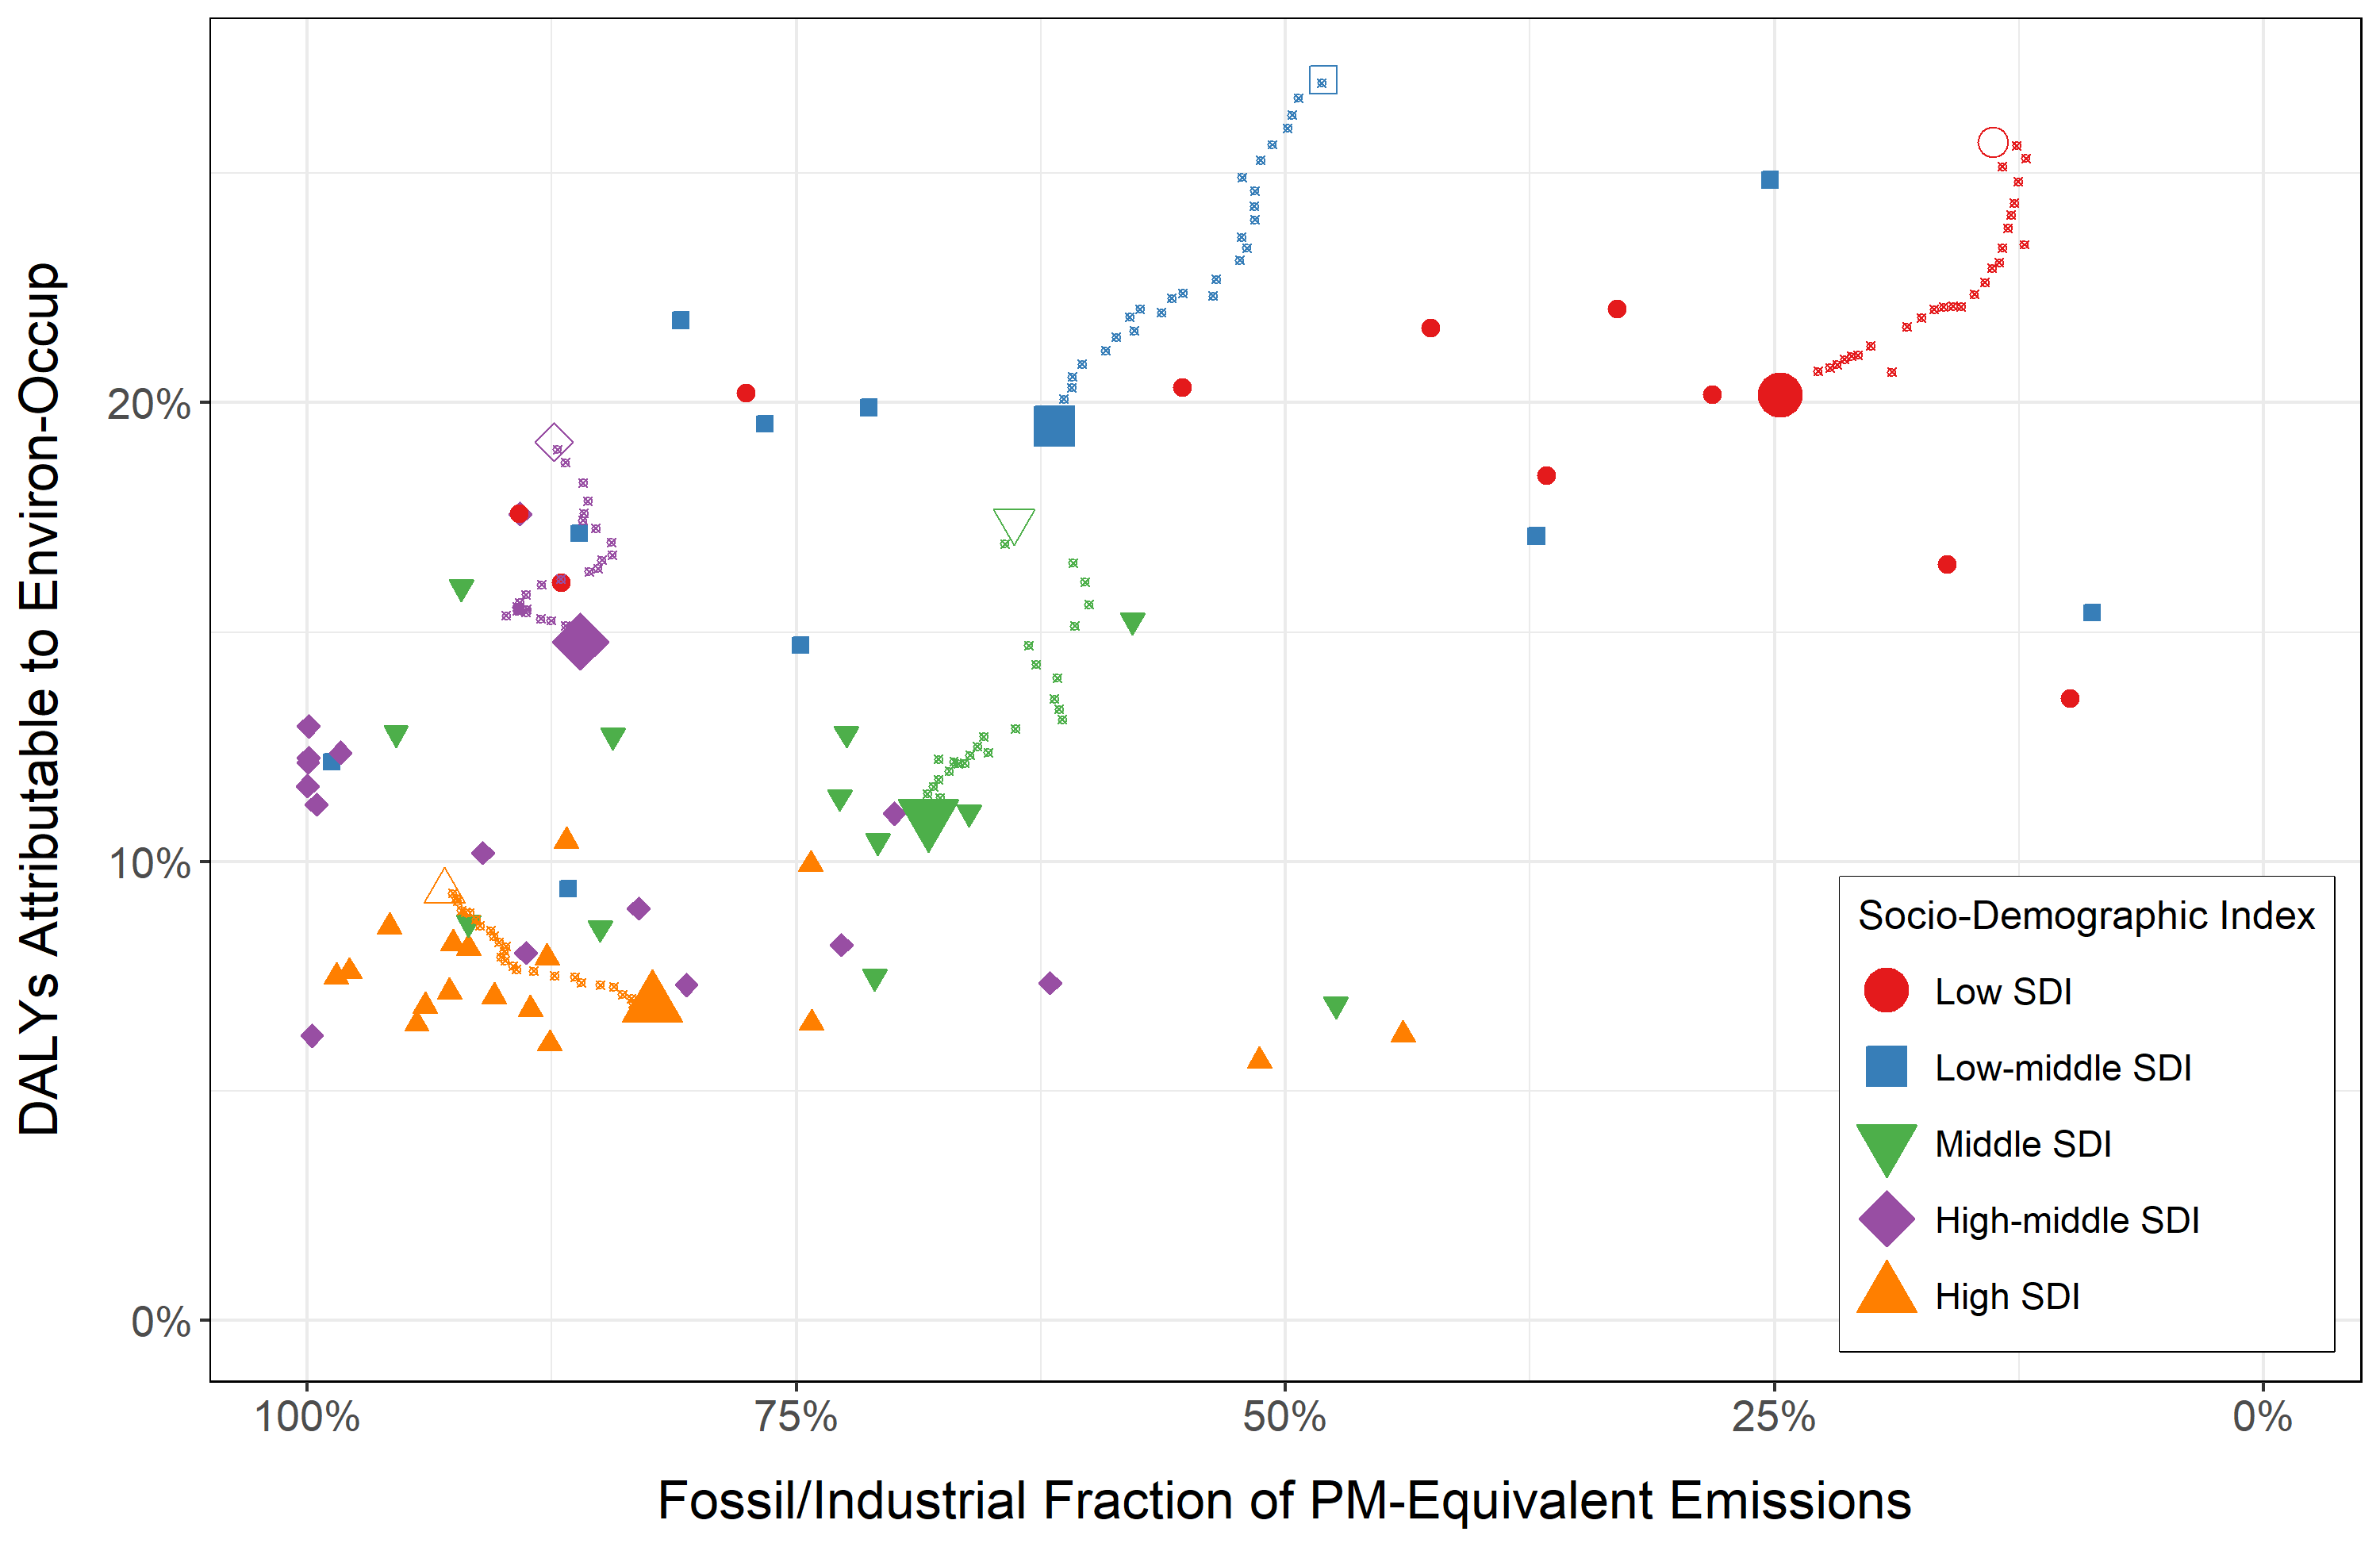 DALYs Attributable to Environ-Occup
20%
10%
0%
100%
75%
50%
25%
0%
Fossil/Industrial Fraction of PM-Equivalent Emissions
Socio-Demographic Index
Low SDI
Low-middle SDI
Middle SDI
High-middle SDI
High SDI